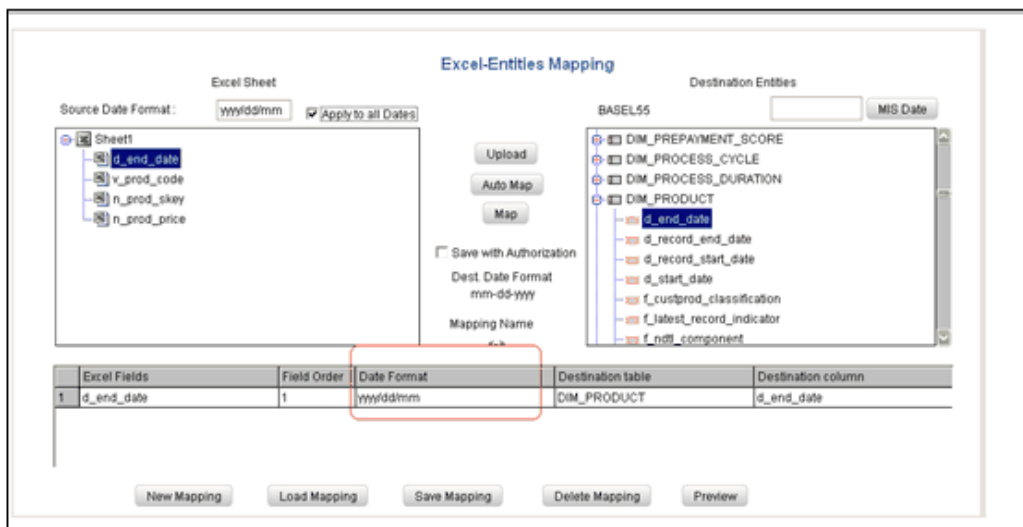 Excel-Entities Mapping
Excel Sheet
Destination Entities
Source Date Format :
yyyy/dd/mm
Apply to all Dates
BASEL55
MIS Date
Sheet1
d_end_date
v_prod_code
n_prod_skey
n_prod_price
Upload
Auto Map
Map
Save with Authorization
Dest. Date Format
mm-dd-yyyy
Mapping Name
DIM_PREPAYMENT_SCORE
DIM_PROCESS_CYCLE
DIM_PROCESS_DURATION
DIM_PRODUCT
d_end_date
d_record_end_date
d_record_start_date
d_start_date
f_custprod_classification
f_latest_record_indicator
f_ndtl_component
Excel Fields Field Order Date Format Destination table Destination column
1 d_end_date 1 yyyy/dd/mm DIM_PRODUCT d_end_date
New Mapping Load Mapping Save Mapping Delete Mapping Preview